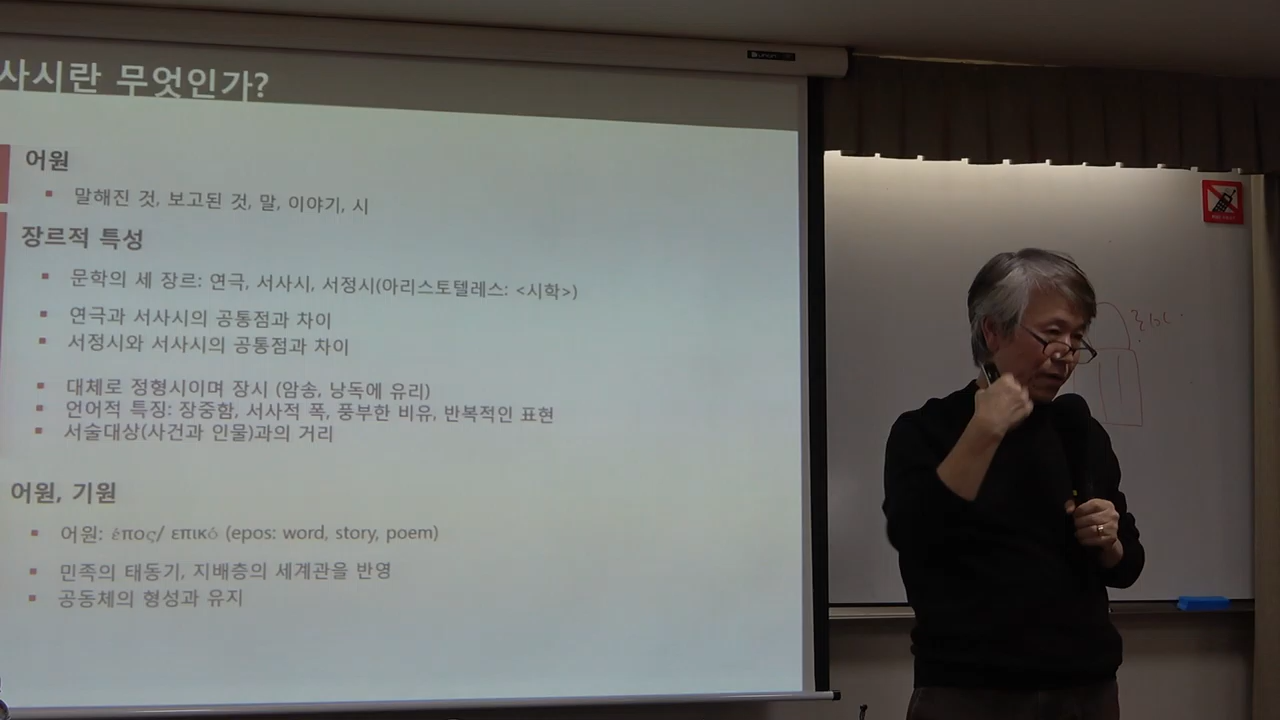 사시란 무엇인가?
어원
말해진 것, 보고된 것, 말, 이야기, 시
장르적 특성
문학의 세 장르: 연극, 서사시, 서정시(아리스토텔레스: <시학>)
연극과 서사시의 공통점과 차이
서정시와 서사시의 공통점과 차이
대체로 정형시이며 장시 (암송, 낭독에 유리)
언어적 특징: 장중함, 서사적 폭, 풍부한 비유, 반복적인 표현
서술대상(사건과 인물)과의 거리
어원, 기원
어원: έπος/ επικό (epos: word, story, poem)
민족의 태동기, 지배층의 세계관을 반영
공동체의 형성과 유지